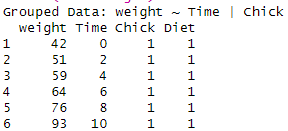 Grouped Data: weight ~ Time | Chick
weight Time Chick Diet
1 42 0 1 1
2 51 2 1 1
3 59 4 1 1
4 64 6 1 1
5 76 8 1 1
6 93 10 1 1